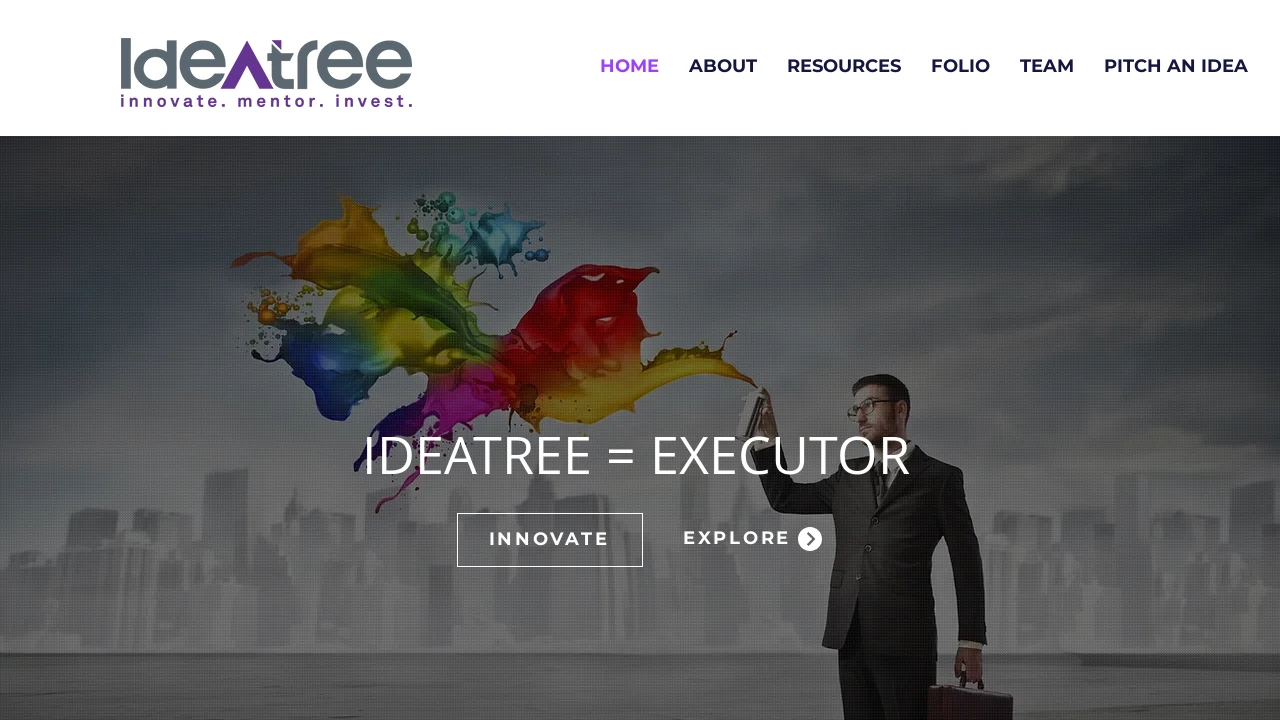 Ideatree
innovate. mentor. invest.
HOME ABOUT RESOURCES FOLIO TEAM PITCH AN IDEA
IDEATREE = EXECUTOR
INNOVATE EXPLORE